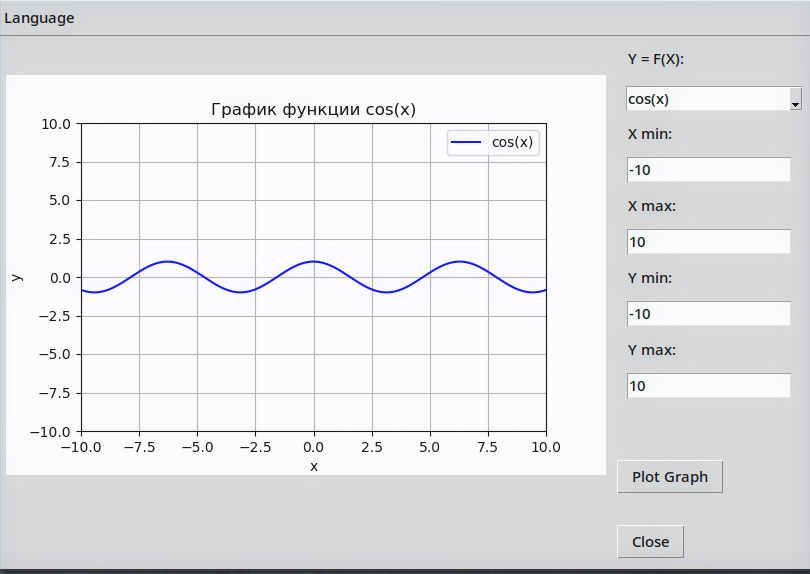 Language
График функции cos(x)
cos(x)
10.0
7.5
5.0
2.5
0.0
−2.5
−5.0
−7.5
−10.0
y
−10.0 −7.5 −5.0 −2.5 0.0 2.5 5.0 7.5 10.0
x
Y = F(X):
cos(x)
X min:
-10
X max:
10
Y min:
-10
Y max:
10
Plot Graph
Close